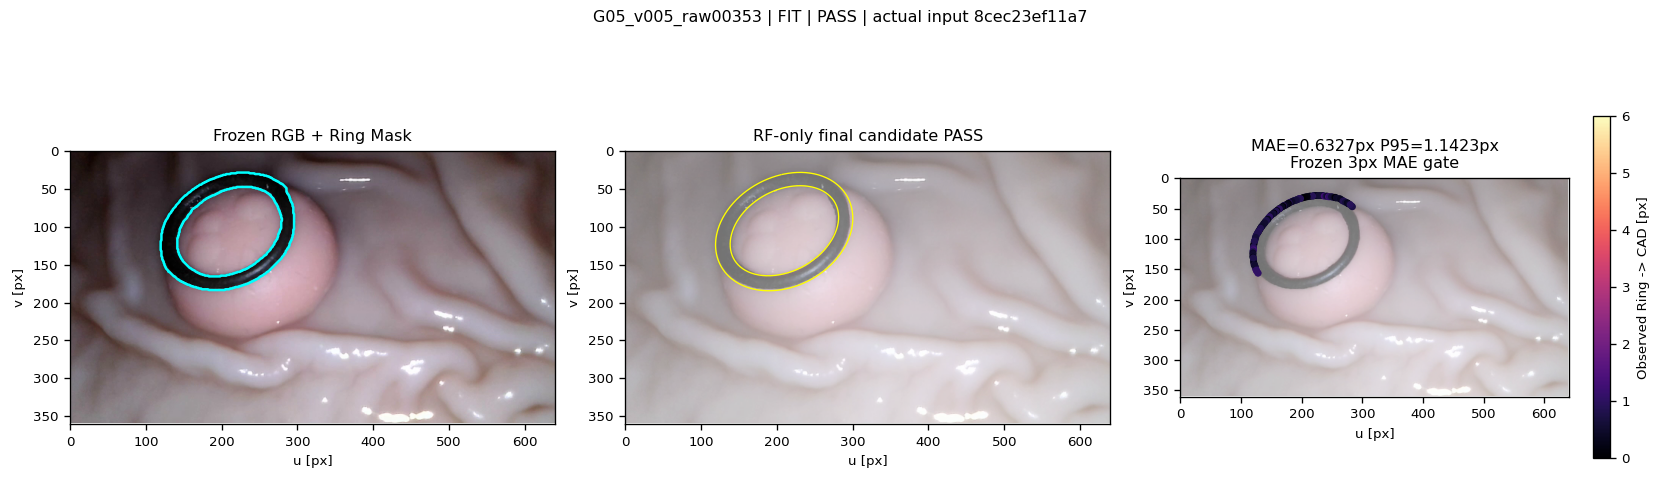 G05_v005_raw00353 | FIT | PASS | actual input 8cec23ef11a7
Frozen RGB + Ring Mask
RF-only final candidate PASS
MAE=0.6327px P95=1.1423px
Frozen 3px MAE gate
0
50
100
150
200
250
300
350
v [px]
0 100 200 300 400 500 600
u [px]
0
50
100
150
200
250
300
350
v [px]
0 100 200 300 400 500 600
u [px]
0
50
100
150
200
250
300
350
v [px]
0 100 200 300 400 500 600
u [px]
6
5
4
3
2
1
0
Observed Ring -> CAD [px]